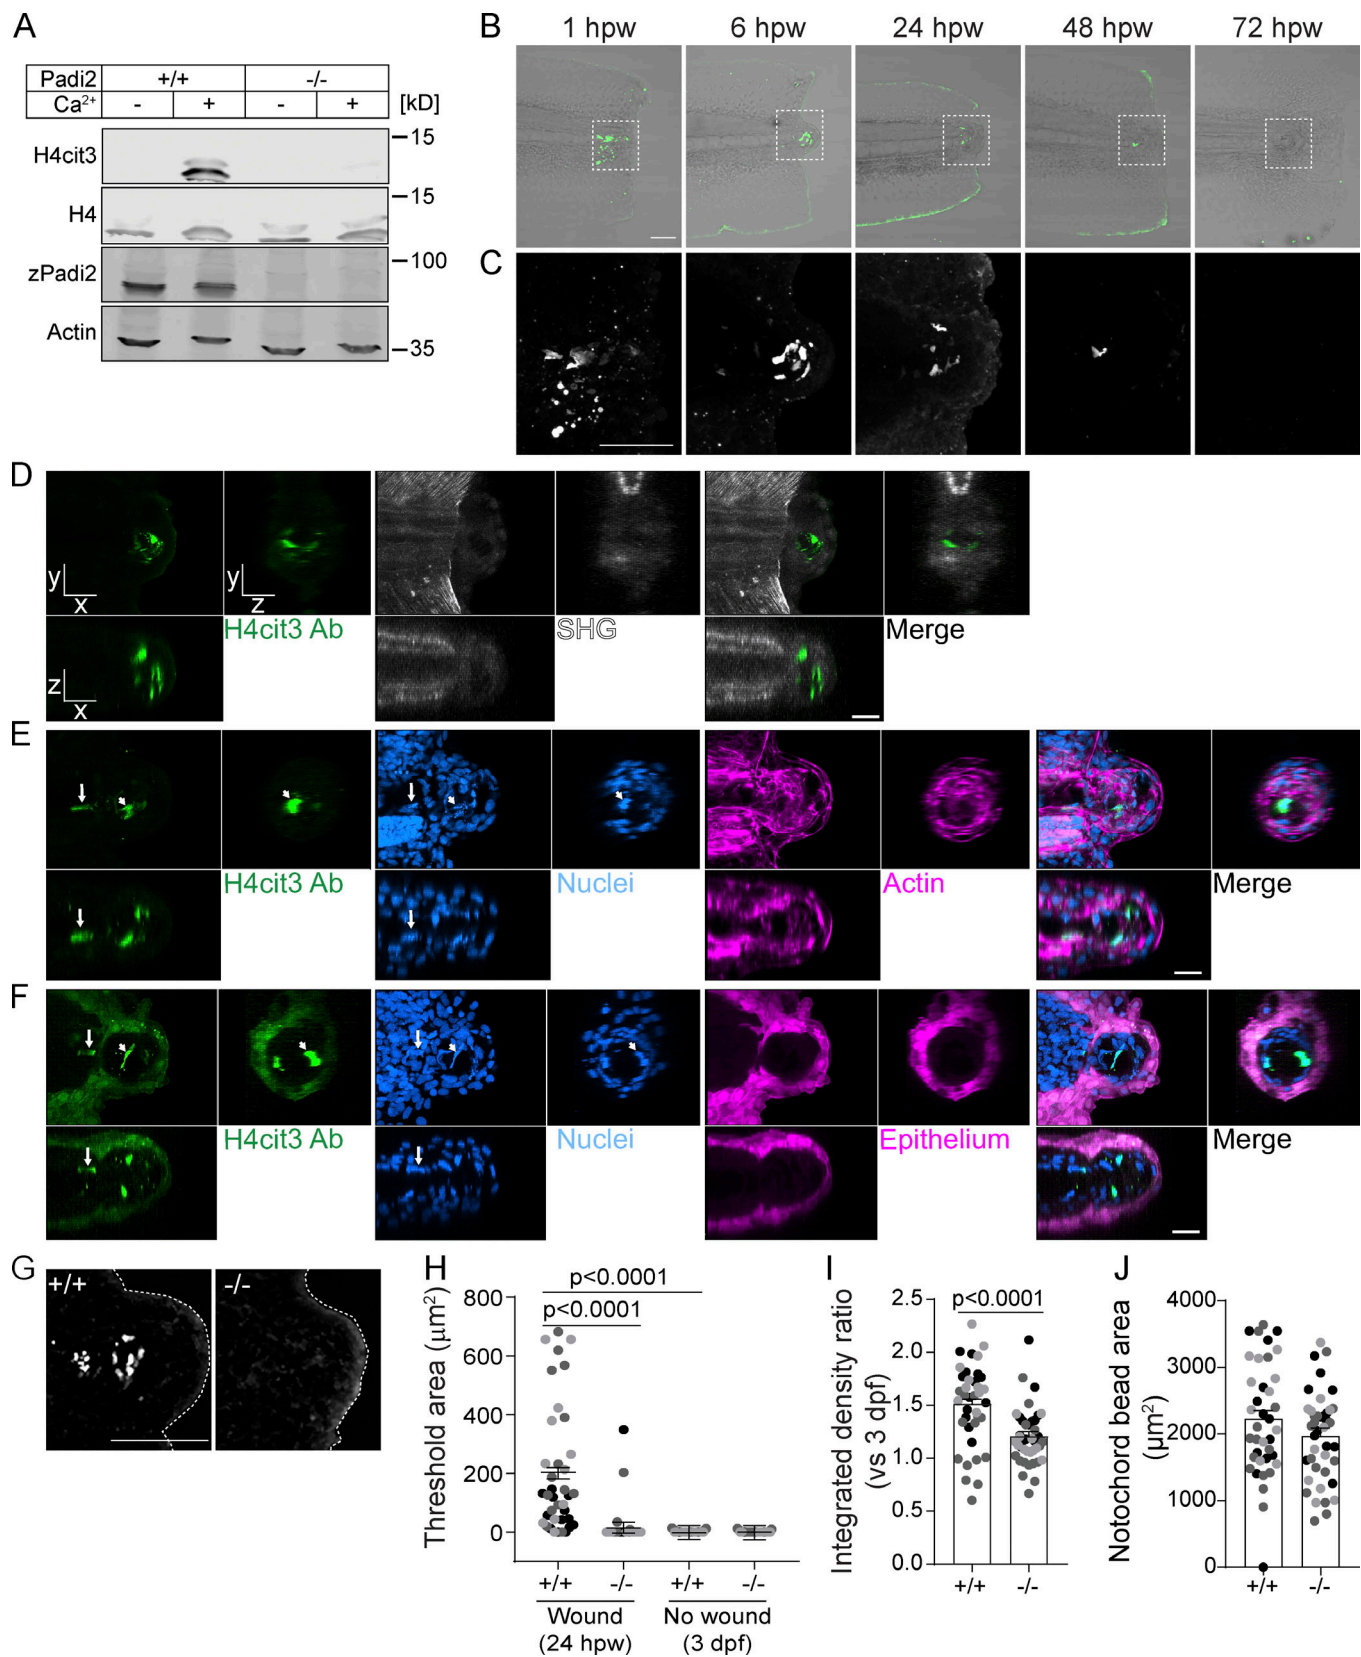 A
Padi2 +/+ -/-
Ca2+ - + - + [kD]
H4cit3
15
H4
15
zPadi2
100
Actin
35
B
1 hpw 6 hpw 24 hpw 48 hpw 72 hpw
C
D
y
x
y
z
H4cit3 Ab
SHG
Merge
z
x
E
H4cit3 Ab
Nuclei
Actin
Merge
F
H4cit3 Ab
Nuclei
Epithelium
Merge
G
+/+
-/-
H
Threshold area (µm²)
800
600
400
200
0
p<0.0001
p<0.0001
+/+ -/- +/+ -/-
Wound No wound
(24 hpw) (3 dpf)
I
Integrated density ratio
(vs 3 dpf)
2.5
2.0
1.5
1.0
0.5
0.0
p<0.0001
+/+ -/-
J
Notochord bead area
(µm²)
4000
3000
2000
1000
0
+/+ -/-